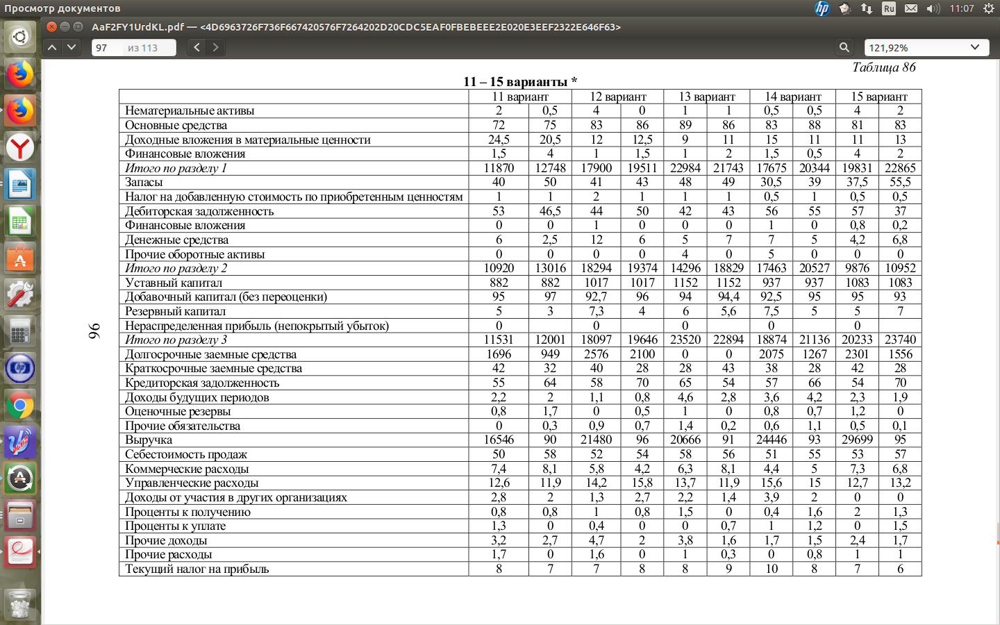 Просмотр документов
Ru
11:07
AaF2FY1UrdKL.pdf — <4D6963726F736F667420576F7264202D20CDC5EAF0FBEBEEE2E020E3EEF2322E646F63>
97 из 113
121,92%
Таблица 86
11 – 15 варианты *
11 вариант 12 вариант 13 вариант 14 вариант 15 вариант
Нематериальные активы 2 0,5 4 0 1 1 0,5 0,5 4 2
Основные средства 72 75 83 86 89 86 83 88 81 83
Доходные вложения в материальные ценности 24,5 20,5 12 12,5 9 11 15 11 11 13
Финансовые вложения 1,5 4 1 1,5 1 2 1,5 0,5 4 2
Итого по разделу 1 11870 12748 17900 19511 22984 21743 17675 20344 19831 22865
Запасы 40 50 41 43 48 49 30,5 39 37,5 55,5
Налог на добавленную стоимость по приобретенным ценностям 1 1 2 1 1 1 0,5 1 0,5 0,5
Дебиторская задолженность 53 46,5 44 50 42 43 56 55 57 37
Финансовые вложения 0 0 1 0 0 0 1 0 0,8 0,2
Денежные средства 6 2,5 12 6 5 7 7 5 4,2 6,8
Прочие оборотные активы 0 0 0 0 4 0 5 0 0 0
Итого по разделу 2 10920 13016 18294 19374 14296 18829 17463 20527 9876 10952
Уставный капитал 882 882 1017 1017 1152 1152 937 937 1083 1083
Добавочный капитал (без переоценки) 95 97 92,7 96 94 94,4 92,5 95 95 93
Резервный капитал 5 3 7,3 4 6 5,6 7,5 5 5 7
Нераспределенная прибыль (непокрытый убыток) 0 0 0 0 0
96
Итого по разделу 3 11531 12001 18097 19646 23520 22894 18874 21136 20233 23740
Долгосрочные заемные средства 1696 949 2576 2100 0 0 2075 1267 2301 1556
Краткосрочные заемные средства 42 32 40 28 28 43 38 28 42 28
Кредиторская задолженность 55 64 58 70 65 54 57 66 54 70
Доходы будущих периодов 2,2 2 1,1 0,8 4,6 2,8 3,6 4,2 2,3 1,9
Оценочные резервы 0,8 1,7 0 0,5 1 0 0,8 0,7 1,2 0
Прочие обязательства 0 0,3 0,9 0,7 1,4 0,2 0,6 1,1 0,5 0,1
Выручка 16546 90 21480 96 20666 91 24446 93 29699 95
Себестоимость продаж 50 58 52 54 58 56 51 55 53 57
Коммерческие расходы 7,4 8,1 5,8 4,2 6,3 8,1 4,4 5 7,3 6,8
Управленческие расходы 12,6 11,9 14,2 15,8 13,7 11,9 15,6 15 12,7 13,2
Доходы от участия в других организациях 2,8 2 1,3 2,7 2,2 1,4 3,9 2 0 0
Проценты к получению 0,8 0,8 1 0,8 1,5 0 0,4 1,6 2 1,3
Проценты к уплате 1,3 0 0,4 0 0 0,7 1 1,2 0 1,5
Прочие доходы 3,2 2,7 4,7 2 3,8 1,6 1,7 1,5 2,4 1,7
Прочие расходы 1,7 0 1,6 0 1 0,3 0 0,8 1 1
Текущий налог на прибыль 8 7 7 8 8 9 10 8 7 6